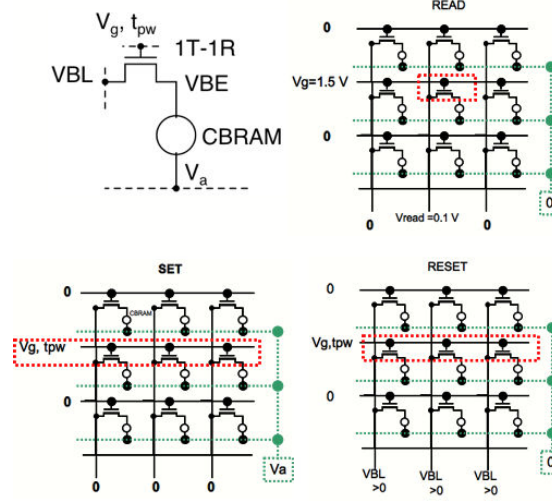 Vg, tpw
1T-1R
VBL
VBE
CBRAM
Va
READ
0
Vg=1.5 V
0
Vread =0.1 V
0
0
0
SET
0
CBRAM
Vg, tpw
0
Va
0
0
0
RESET
0
Vg,tpw
0
0
VBL
>0
VBL
>0
VBL
>0